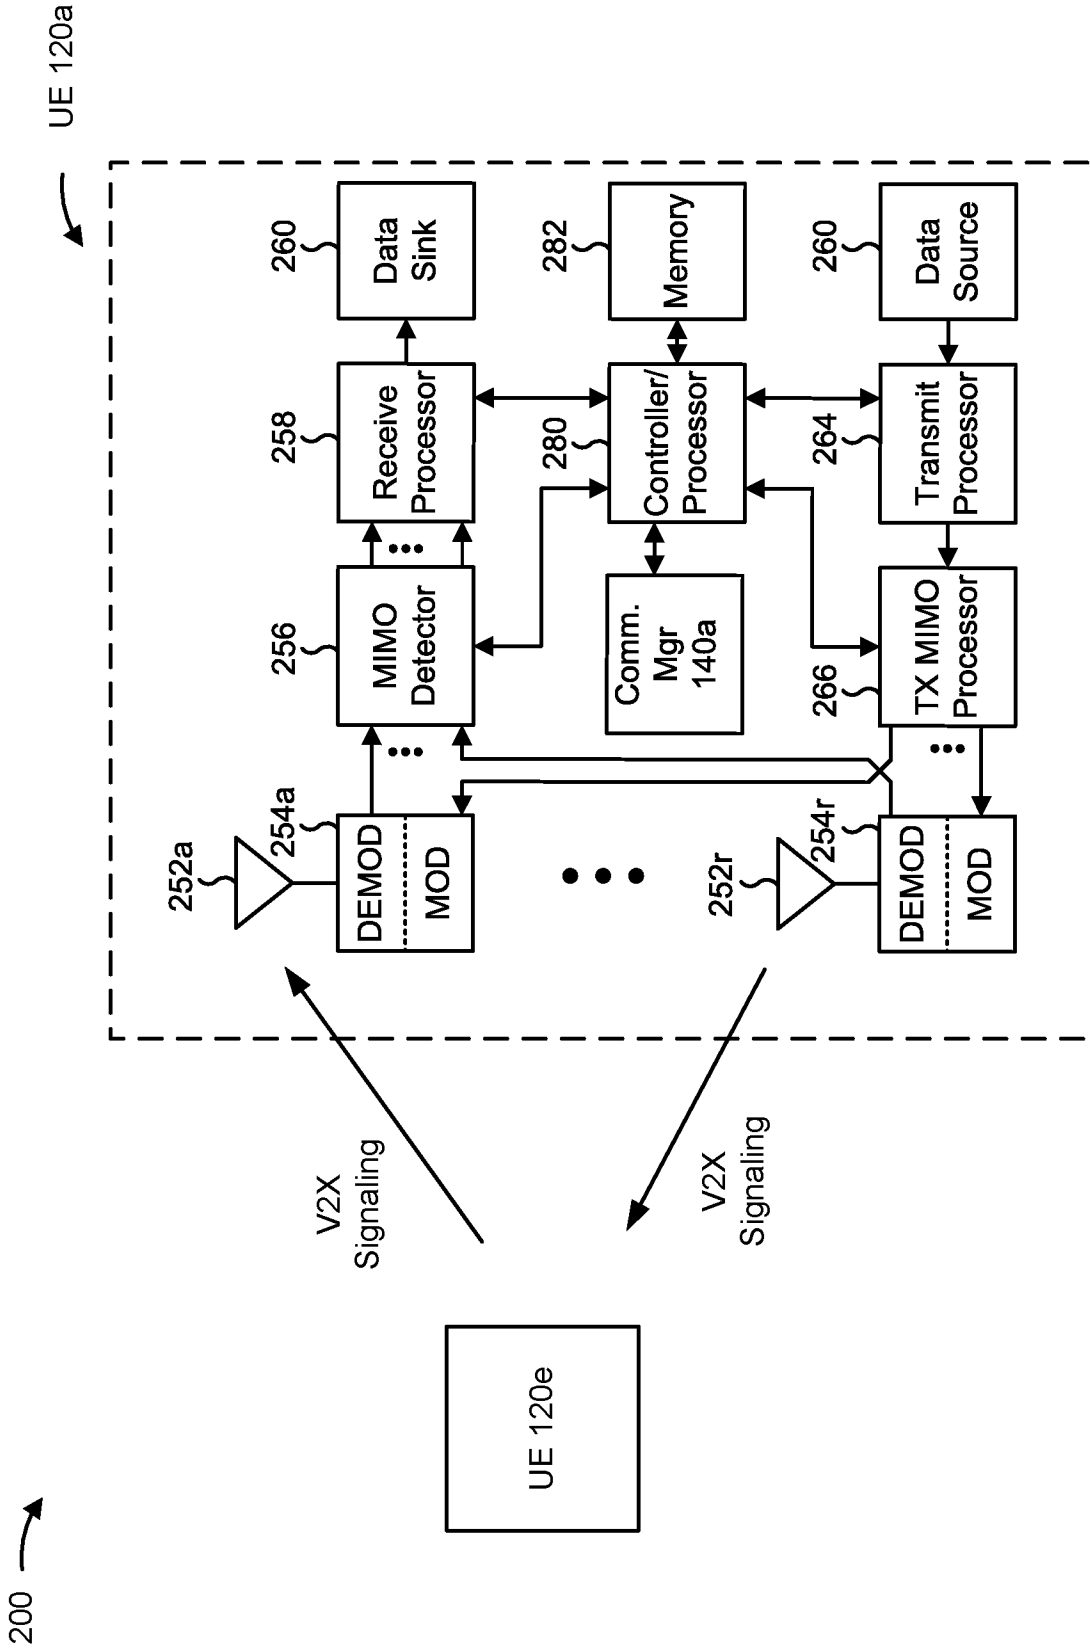 200
UE 120a
252a
254a
DEMOD
MOD
256
MIMO
Detector
258
Receive
Processor
260
Data
Sink
V2X
Signaling
UE 120e
Comm.
Mgr
140a
280
Controller/
Processor
282
Memory
V2X
Signaling
252r
254r
DEMOD
MOD
266
TX MIMO
Processor
264
Transmit
Processor
260
Data
Source